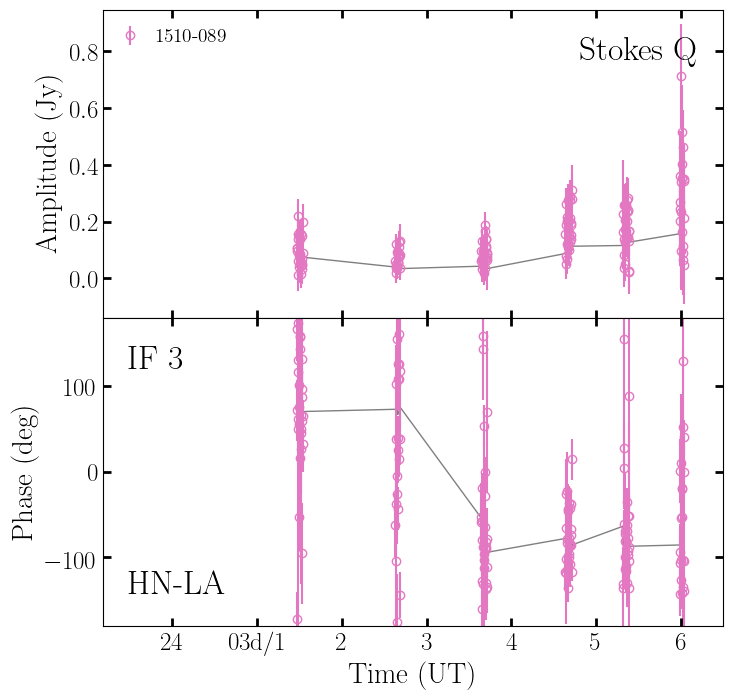 1510-089
Stokes Q
0.8
0.6
0.4
0.2
0.0
Amplitude (Jy)
IF 3
100
0
−100
Phase (deg)
HN-LA
24 03d/1 2 3 4 5 6
Time (UT)